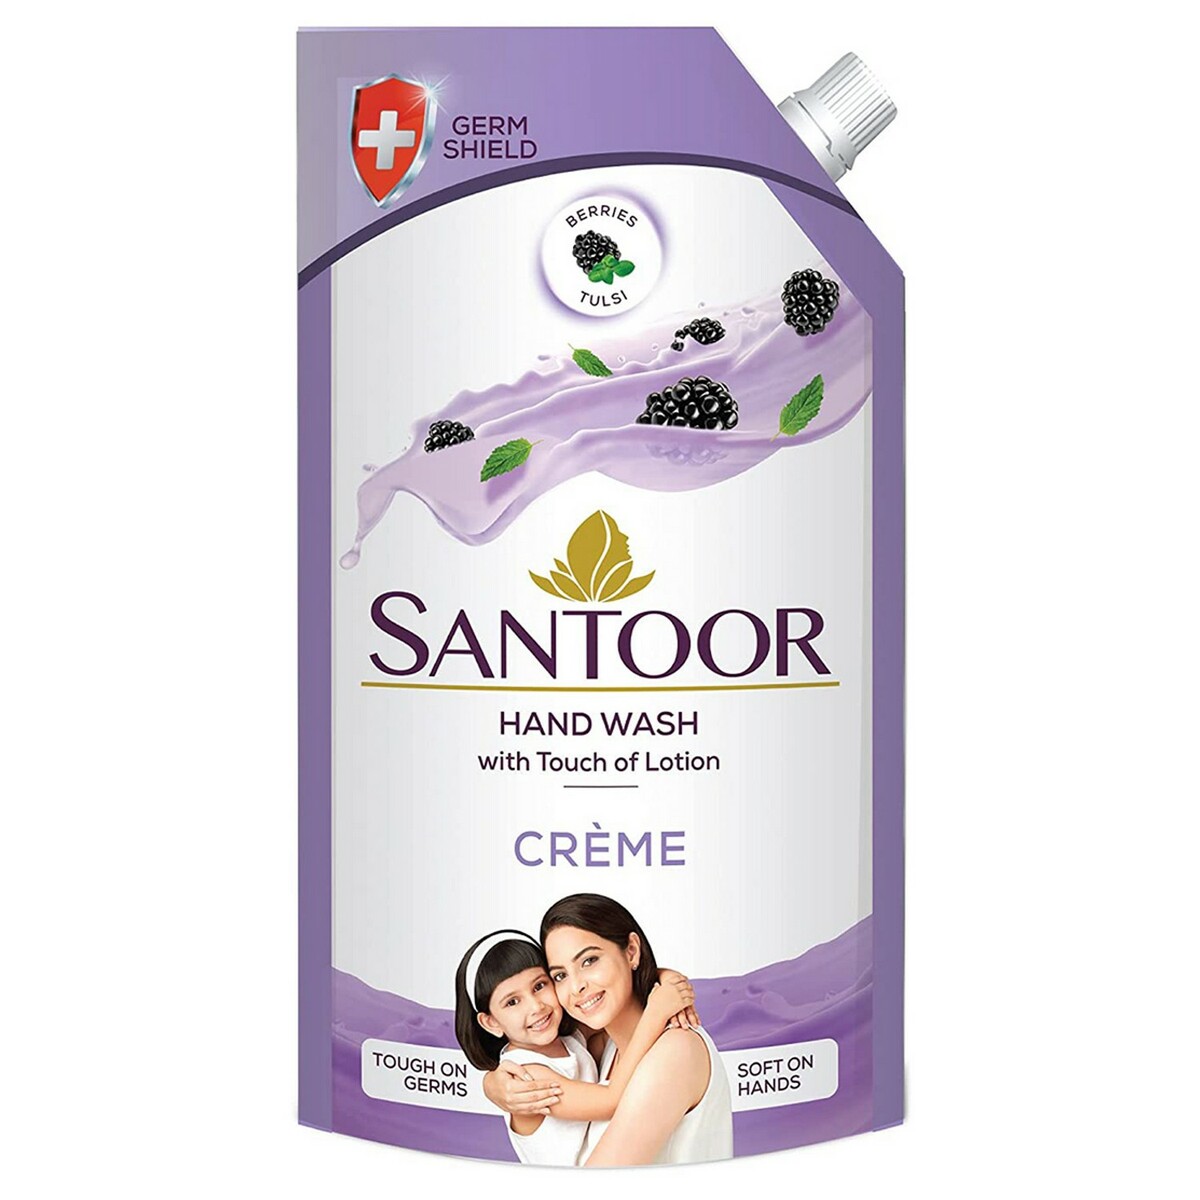 GERM
SHIELD
BERRIES
TULSI
SANTOOR
HAND WASH
with Touch of Lotion
CRÈME
TOUGH ON
GERMS
SOFT ON
HANDS